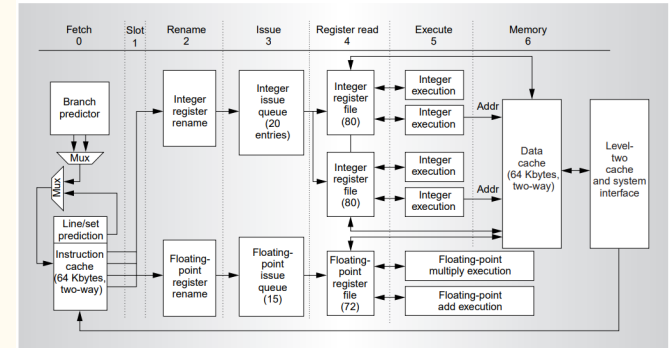 Fetch
0
Slot
1
Rename
2
Issue
3
Register read
4
Execute
5
Memory
6
Branch
predictor
Mux
Mux
Line/set
prediction
Instruction
cache
(64 Kbytes,
two-way)
Integer
register
rename
Integer
issue
queue
(20
entries)
Integer
register
file
(80)
Integer
execution
Integer
execution
Addr
Integer
register
file
(80)
Integer
execution
Integer
execution
Addr
Data
cache
(64 Kbytes,
two-way)
Level-
two
cache
and system
interface
Floating-
point
register
rename
Floating-
point
issue
queue
(15)
Floating-
point
register
file
(72)
Floating-point
multiply execution
Floating-point
add execution